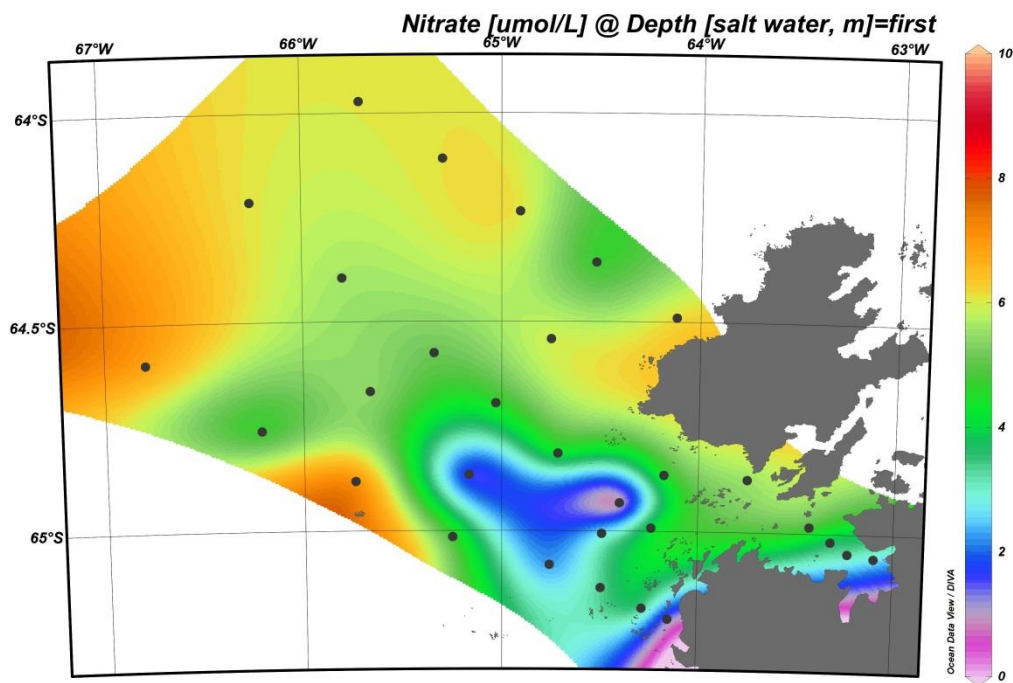 Nitrate [umol/L] @ Depth [salt water, m]=first
67°W 66°W 65°W 64°W 63°W
64°S
64.5°S
65°S
10
8
6
4
2
0
Ocean Data View / DIVA